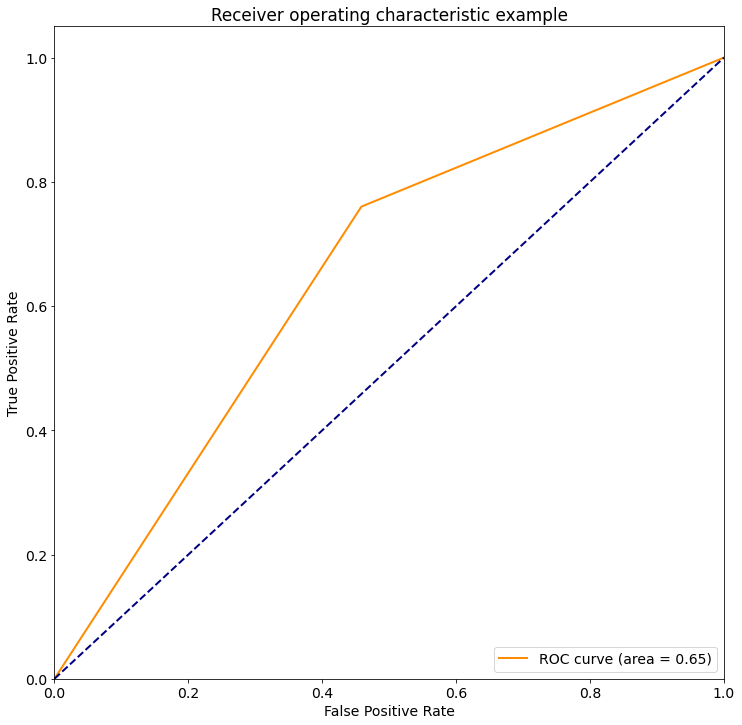 Receiver operating characteristic example
1.0
0.8
0.6
0.4
0.2
0.0
True Positive Rate
ROC curve (area = 0.65)
0.0 0.2 0.4 0.6 0.8 1.0
False Positive Rate